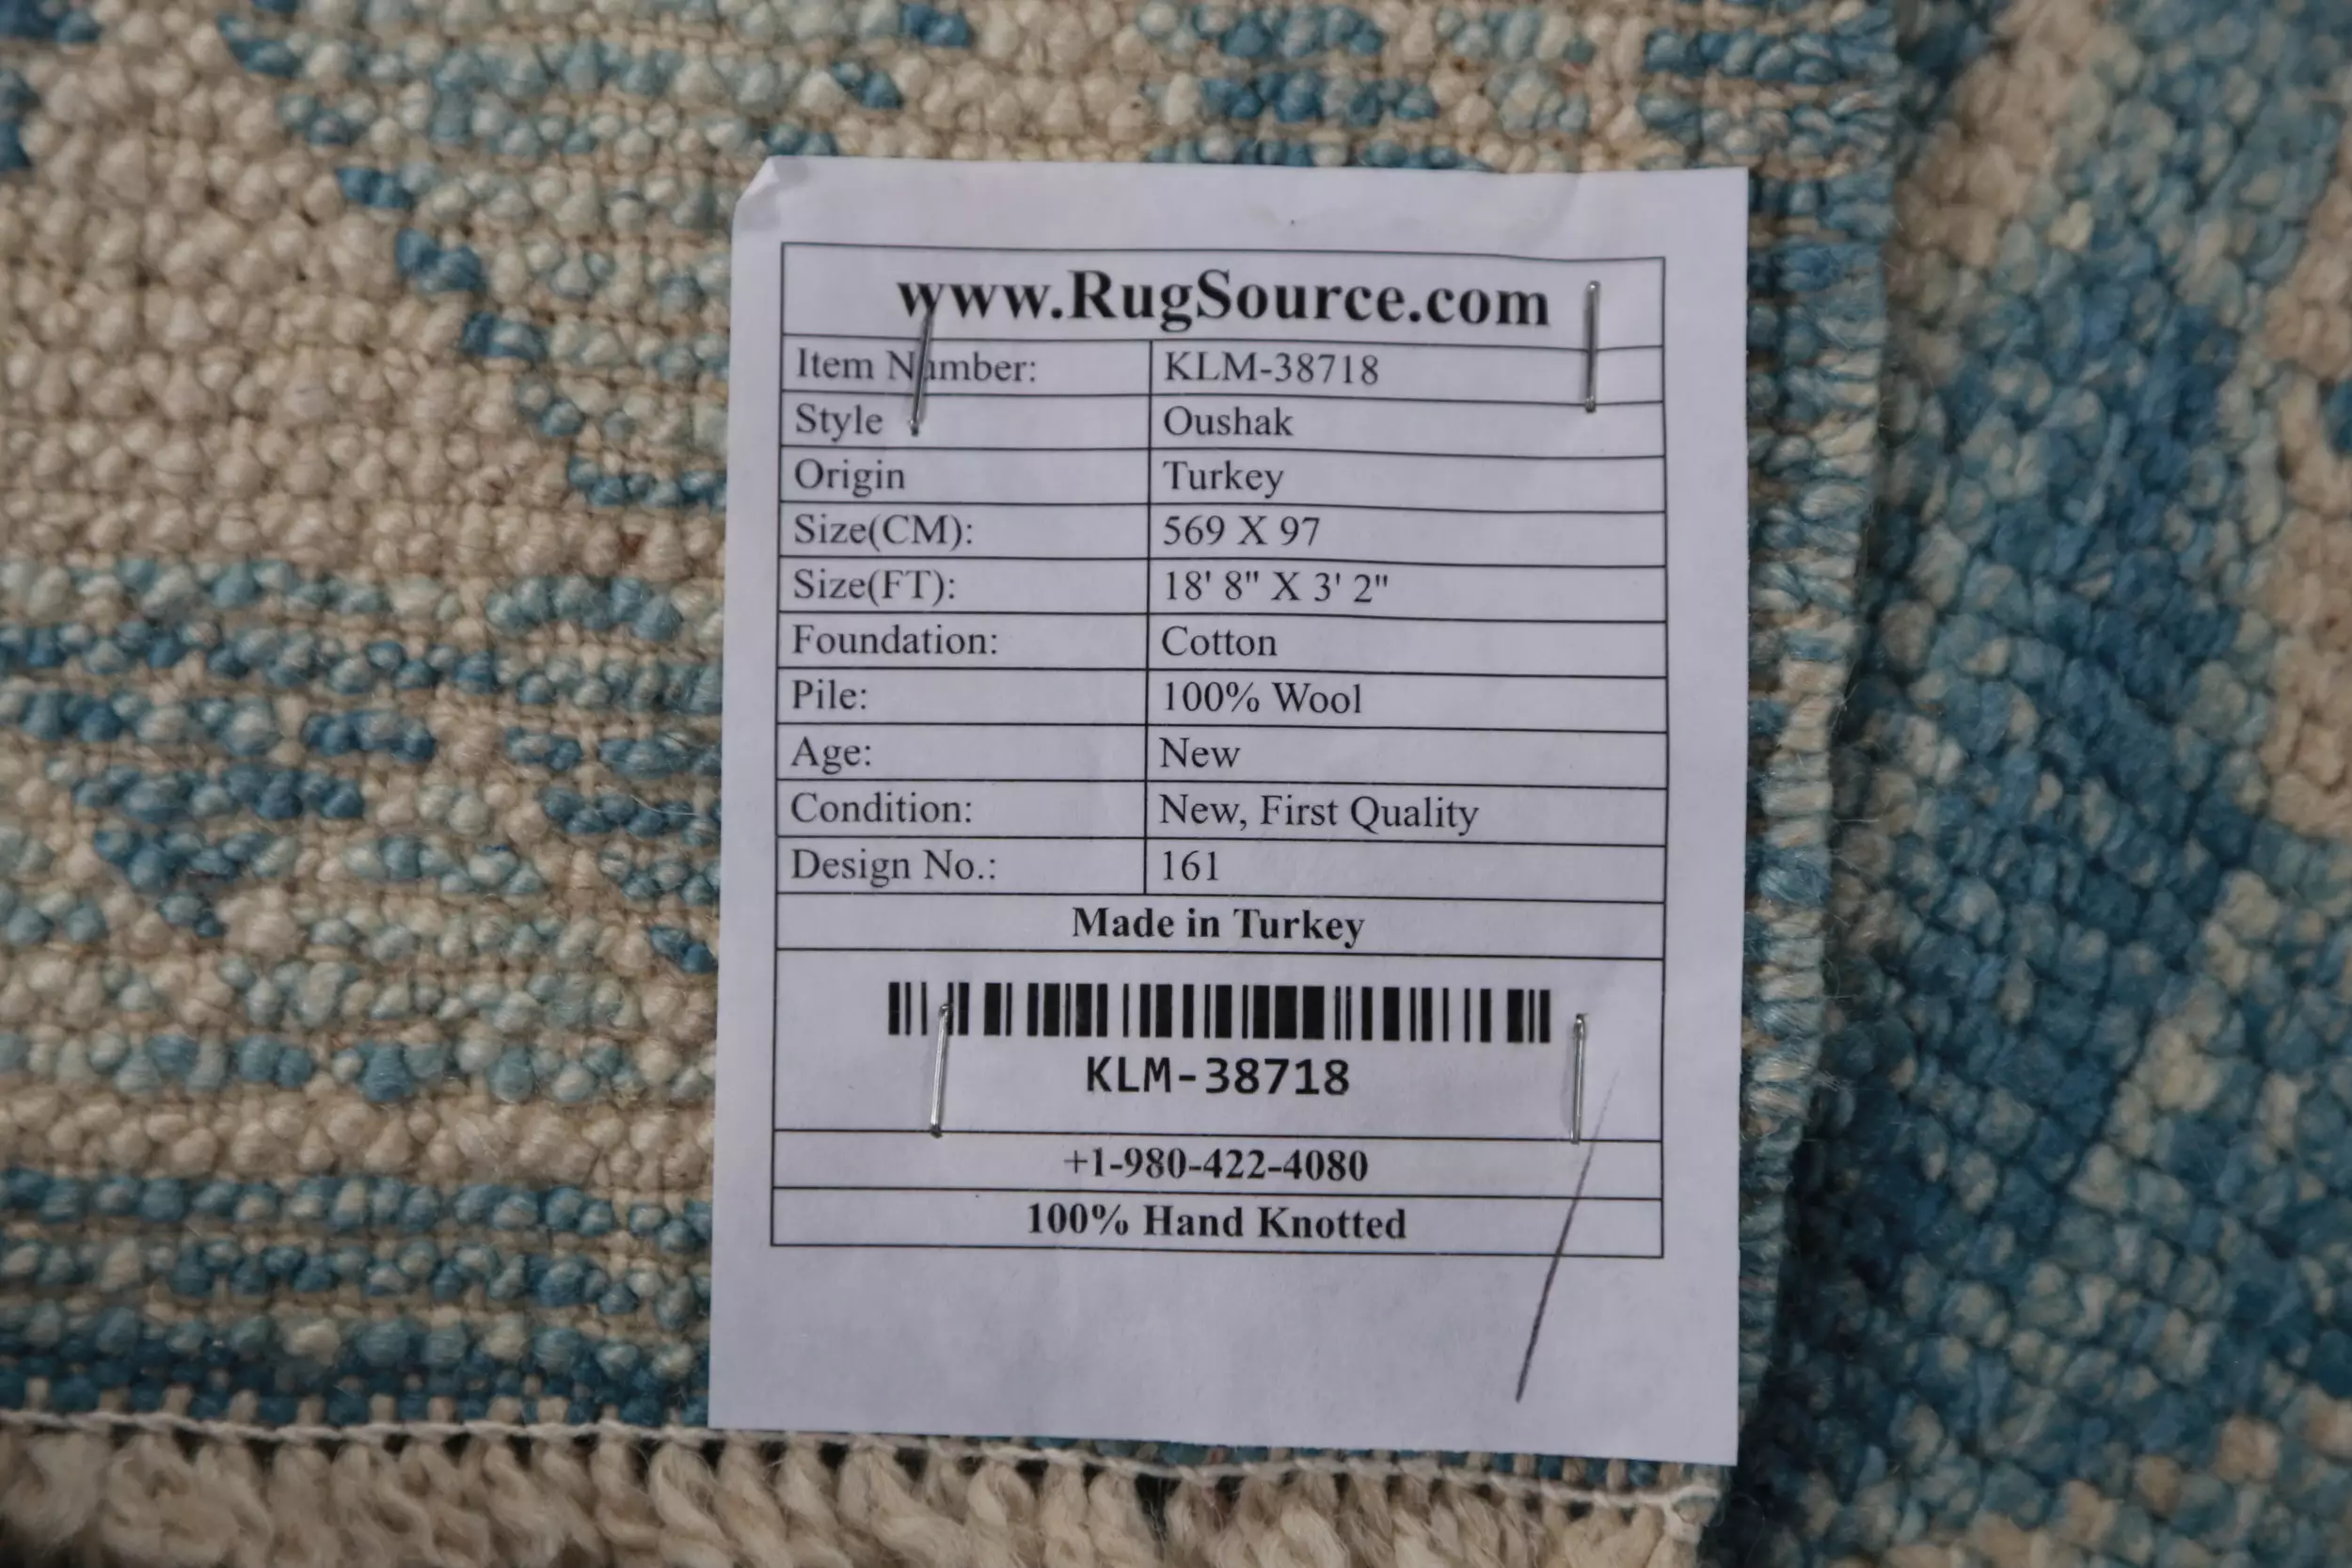 www.RugSource.com
Item Number: KLM-38718
Style Oushak
Origin Turkey
Size(CM): 569 X 97
Size(FT): 18' 8" X 3' 2"
Foundation: Cotton
Pile: 100% Wool
Age: New
Condition: New, First Quality
Design No.: 161
Made in Turkey
KLM-38718
+1-980-422-4080
100% Hand Knotted